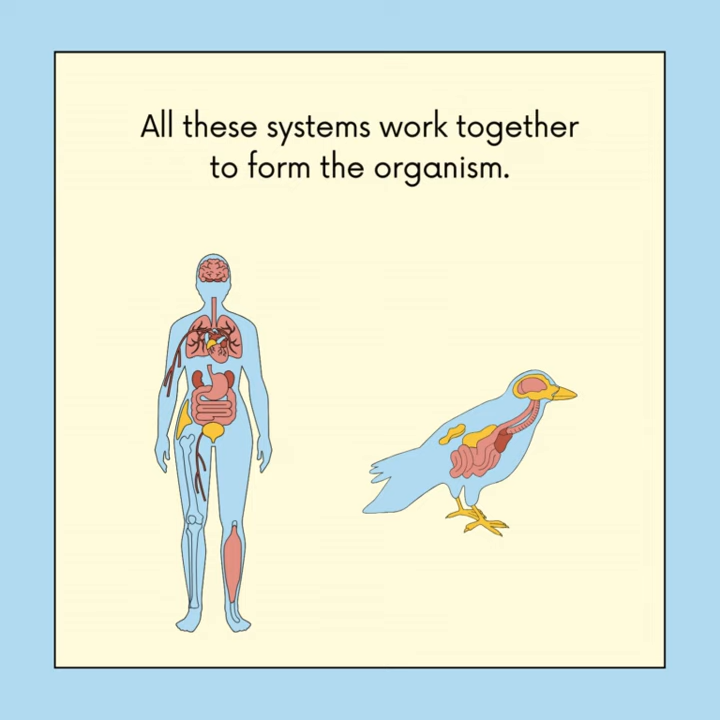 All these systems work together
to form the organism.